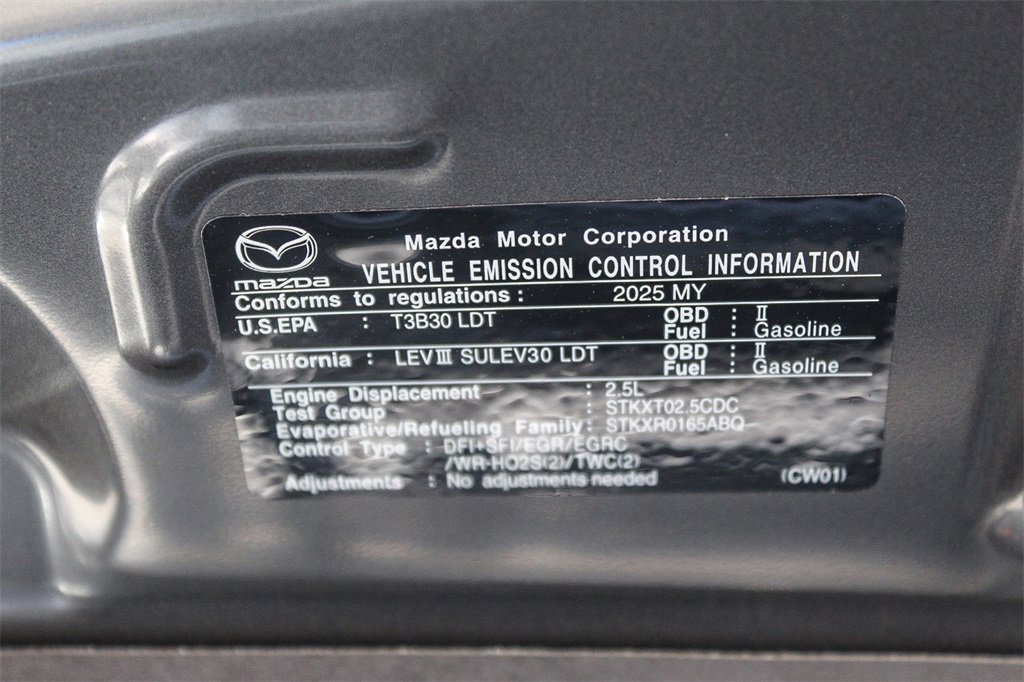 Mazda Motor Corporation
mazda
VEHICLE EMISSION CONTROL INFORMATION
Conforms to regulations : 2025 MY
U.S.EPA : T3B30 LDT OBD : II
Fuel : Gasoline
California : LEVIII SULEV30 LDT OBD : II
Fuel : Gasoline
Engine Displacement : 2.5L
Test Group : STKXT02.5CDC
Evaporative/Refueling Family : STKXR0165ABQ
Control Type : DFI+SFI/EGR/EGRC
/WR-HO2S(2)/TWC(2)
Adjustments : No adjustments needed (CW01)